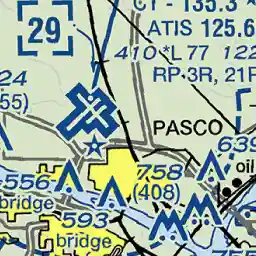 CT - 135.3
[29]
ATIS 125.6
410 *L 77 122
RP 3R, 21R
24
55)
PASCO
639
556
758
(408)
oil
bridge
593
bridge